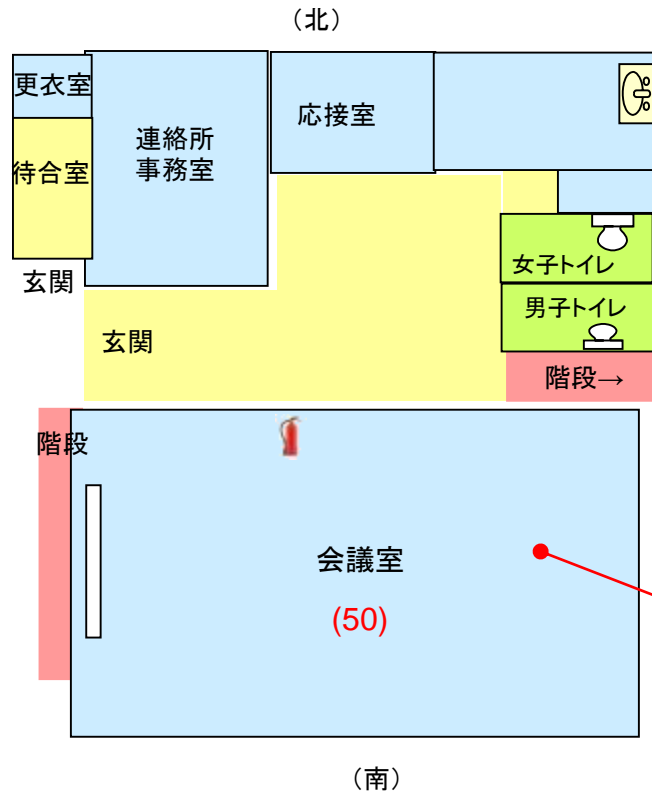 （北）
更衣室
待合室
連絡所
事務室
応接室
玄関
女子トイレ
男子トイレ
玄関
階段→
階段
会議室
(50)
（南）